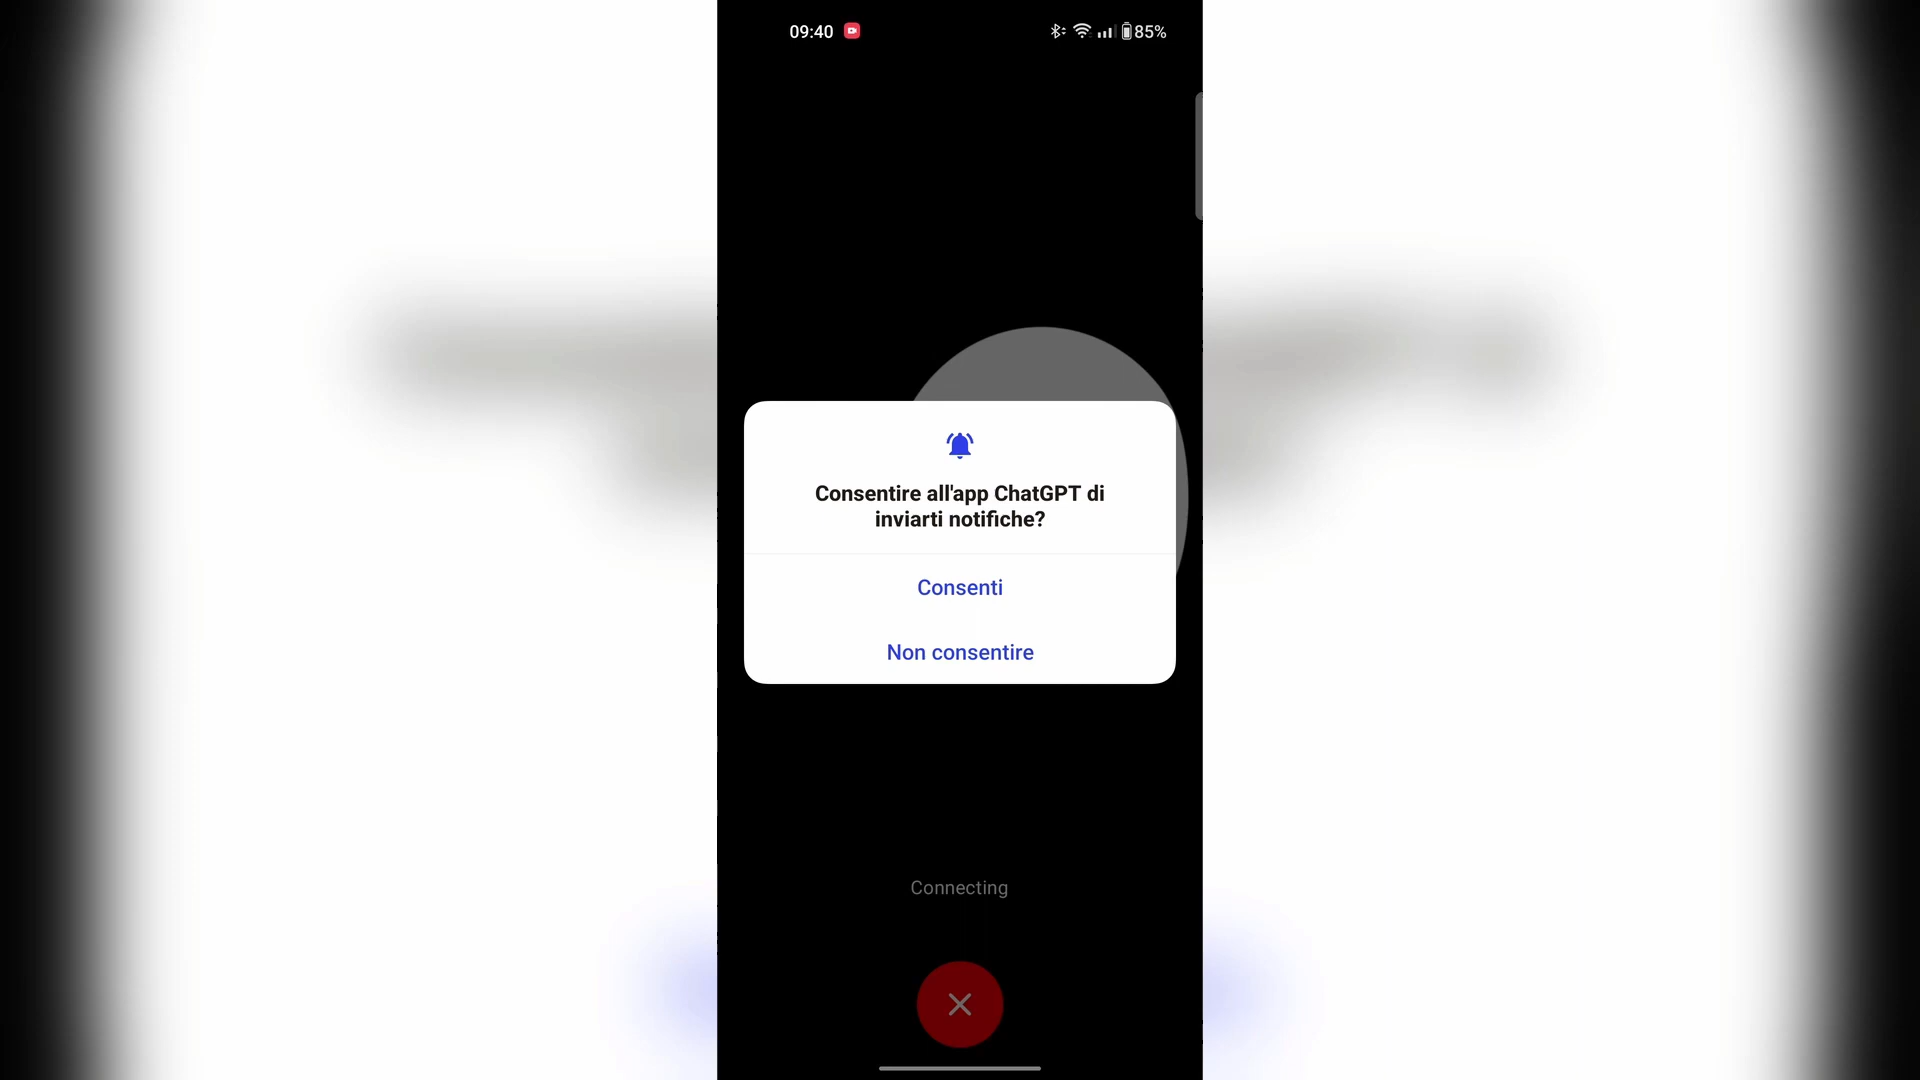 09:40
85%
Consentire all'app ChatGPT di
inviarti notifiche?
Consenti
Non consentire
Connecting